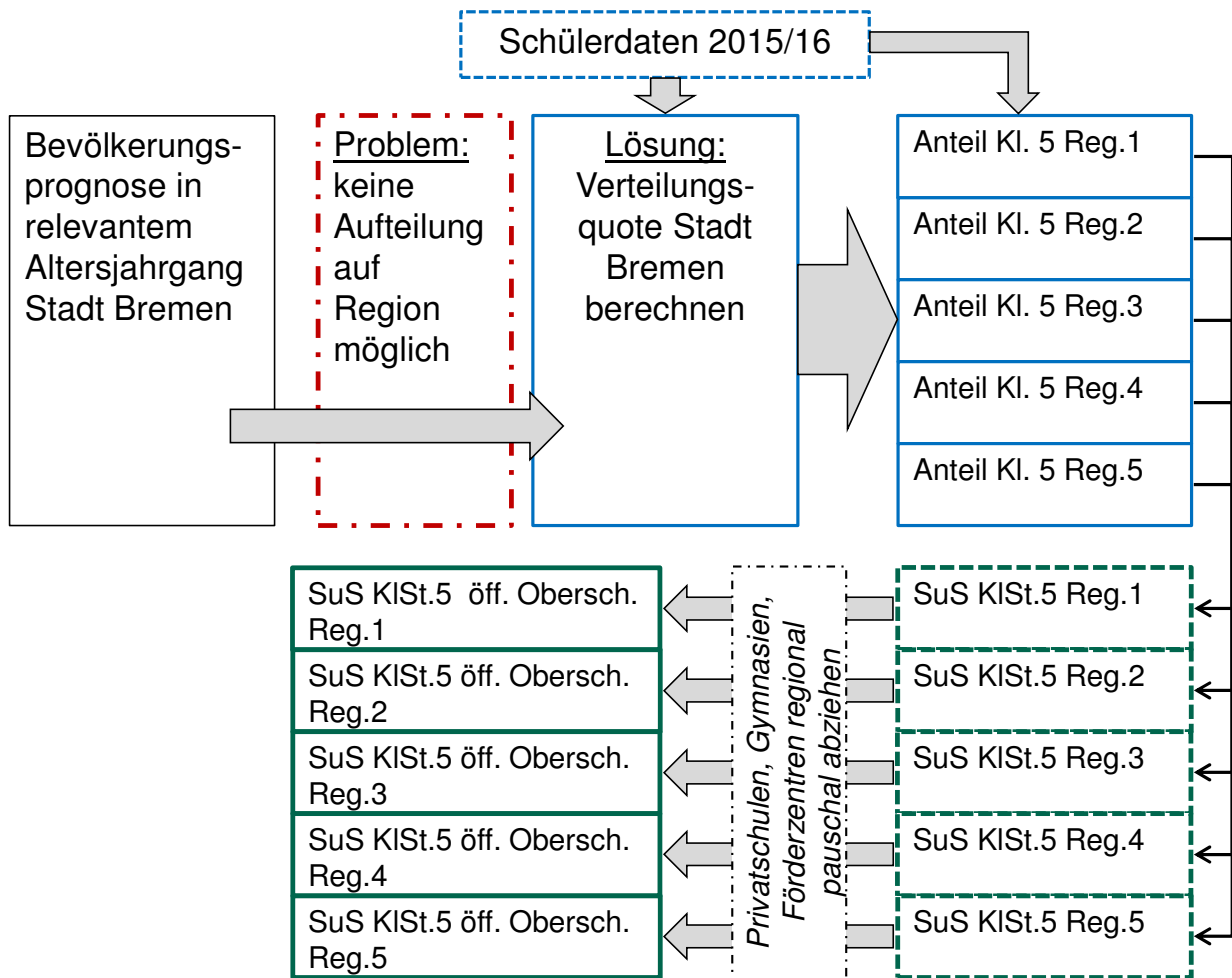 Schülerdaten 2015/16
Bevölkerungs-
prognose in
relevantem
Altersjahrgang
Stadt Bremen
Problem:
keine
Aufteilung
auf
Region
möglich
Lösung:
Verteilungs-
quote Stadt
Bremen
berechnen
Anteil Kl. 5 Reg.1
Anteil Kl. 5 Reg.2
Anteil Kl. 5 Reg.3
Anteil Kl. 5 Reg.4
Anteil Kl. 5 Reg.5
SuS KlSt.5 öff. Obersch.
Reg.1
SuS KlSt.5 öff. Obersch.
Reg.2
SuS KlSt.5 öff. Obersch.
Reg.3
SuS KlSt.5 öff. Obersch.
Reg.4
SuS KlSt.5 öff. Obersch.
Reg.5
Privatschulen, Gymnasien,
Förderzentren regional
pauschal abziehen
SuS KlSt.5 Reg.1
SuS KlSt.5 Reg.2
SuS KlSt.5 Reg.3
SuS KlSt.5 Reg.4
SuS KlSt.5 Reg.5